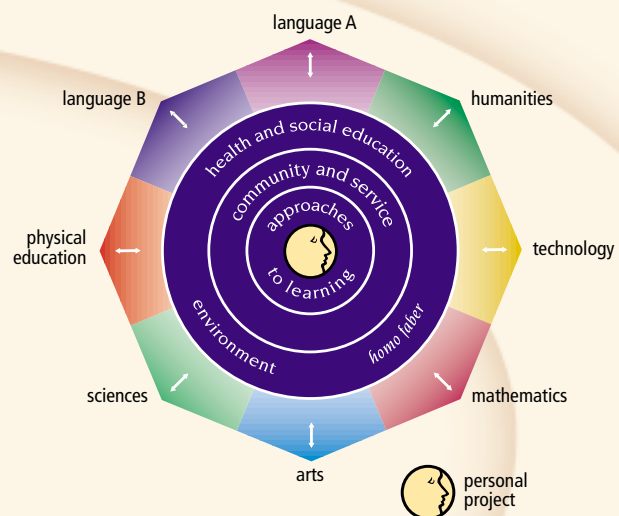 language A
language B
humanities
health and social education
community and service
approaches
to learning
physical
education
technology
environment
homo faber
sciences
mathematics
arts
personal
project